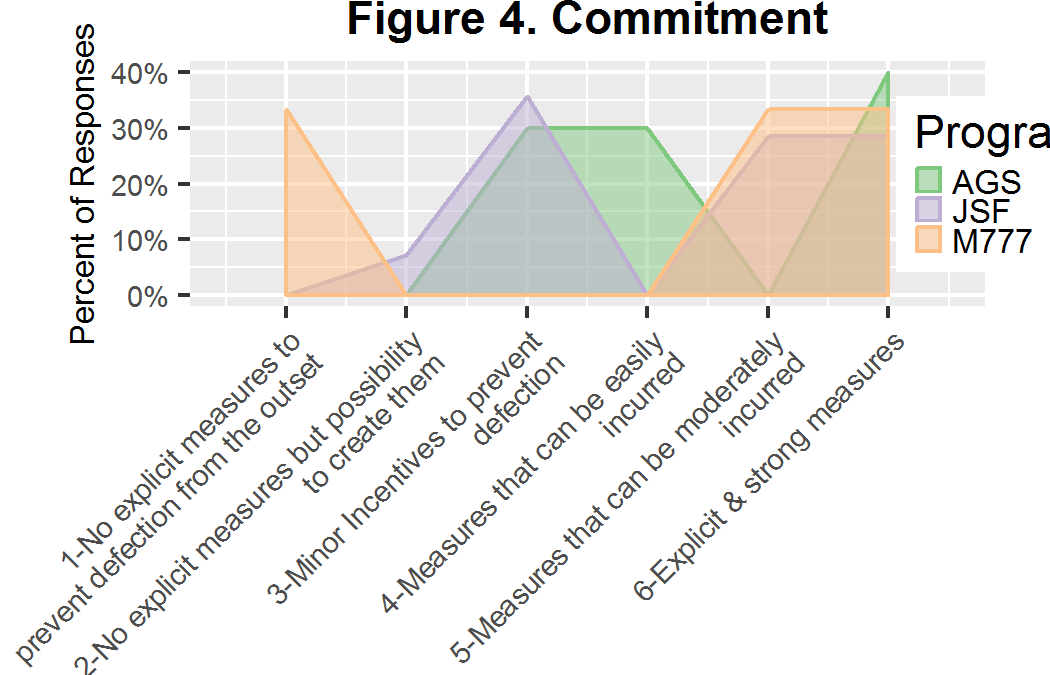 Figure 4. Commitment
Percent of Responses
40%
30%
20%
10%
0%
Progra
AGS
JSF
M777
1-No explicit measures to
prevent defection from the outset
2-No explicit measures but possibility
to create them
3-Minor Incentives to prevent
defection
4-Measures that can be easily
incurred
5-Measures that can be moderately
incurred
6-Explicit & strong measures